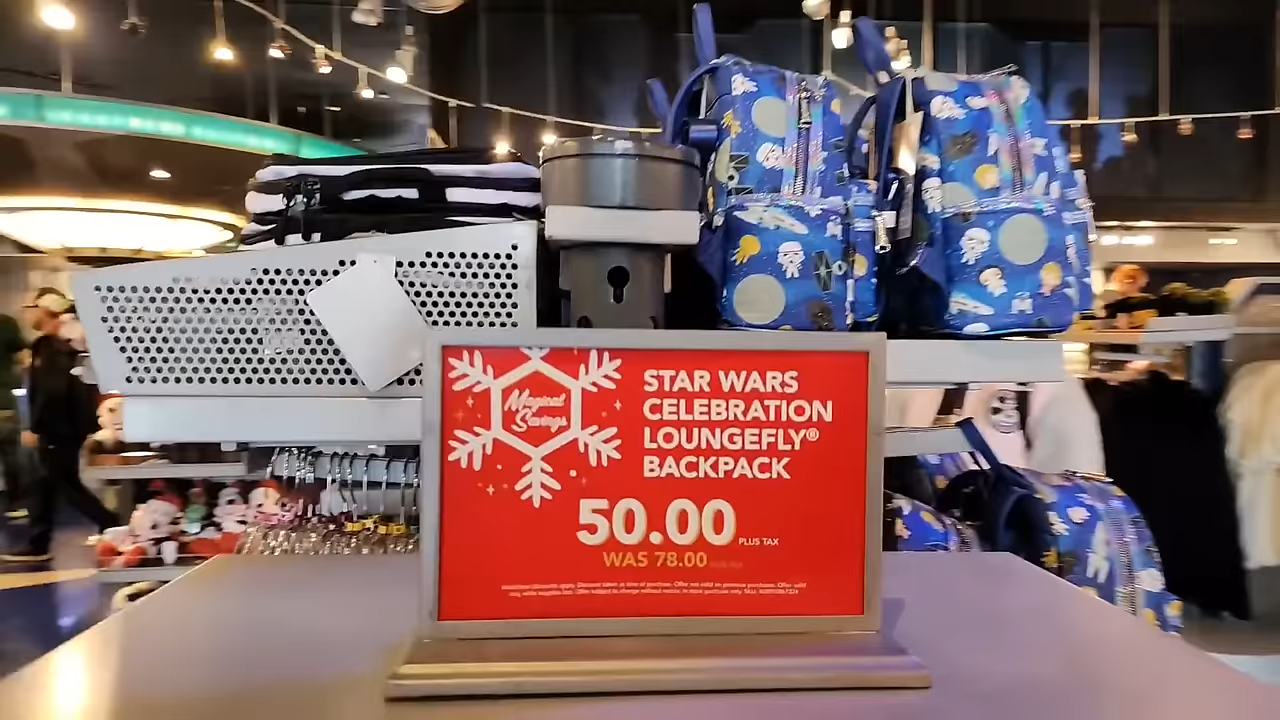 Magical
Savings
STAR WARS
CELEBRATION
LOUNGEFLY®
BACKPACK
50.00 PLUS TAX
WAS 78.00